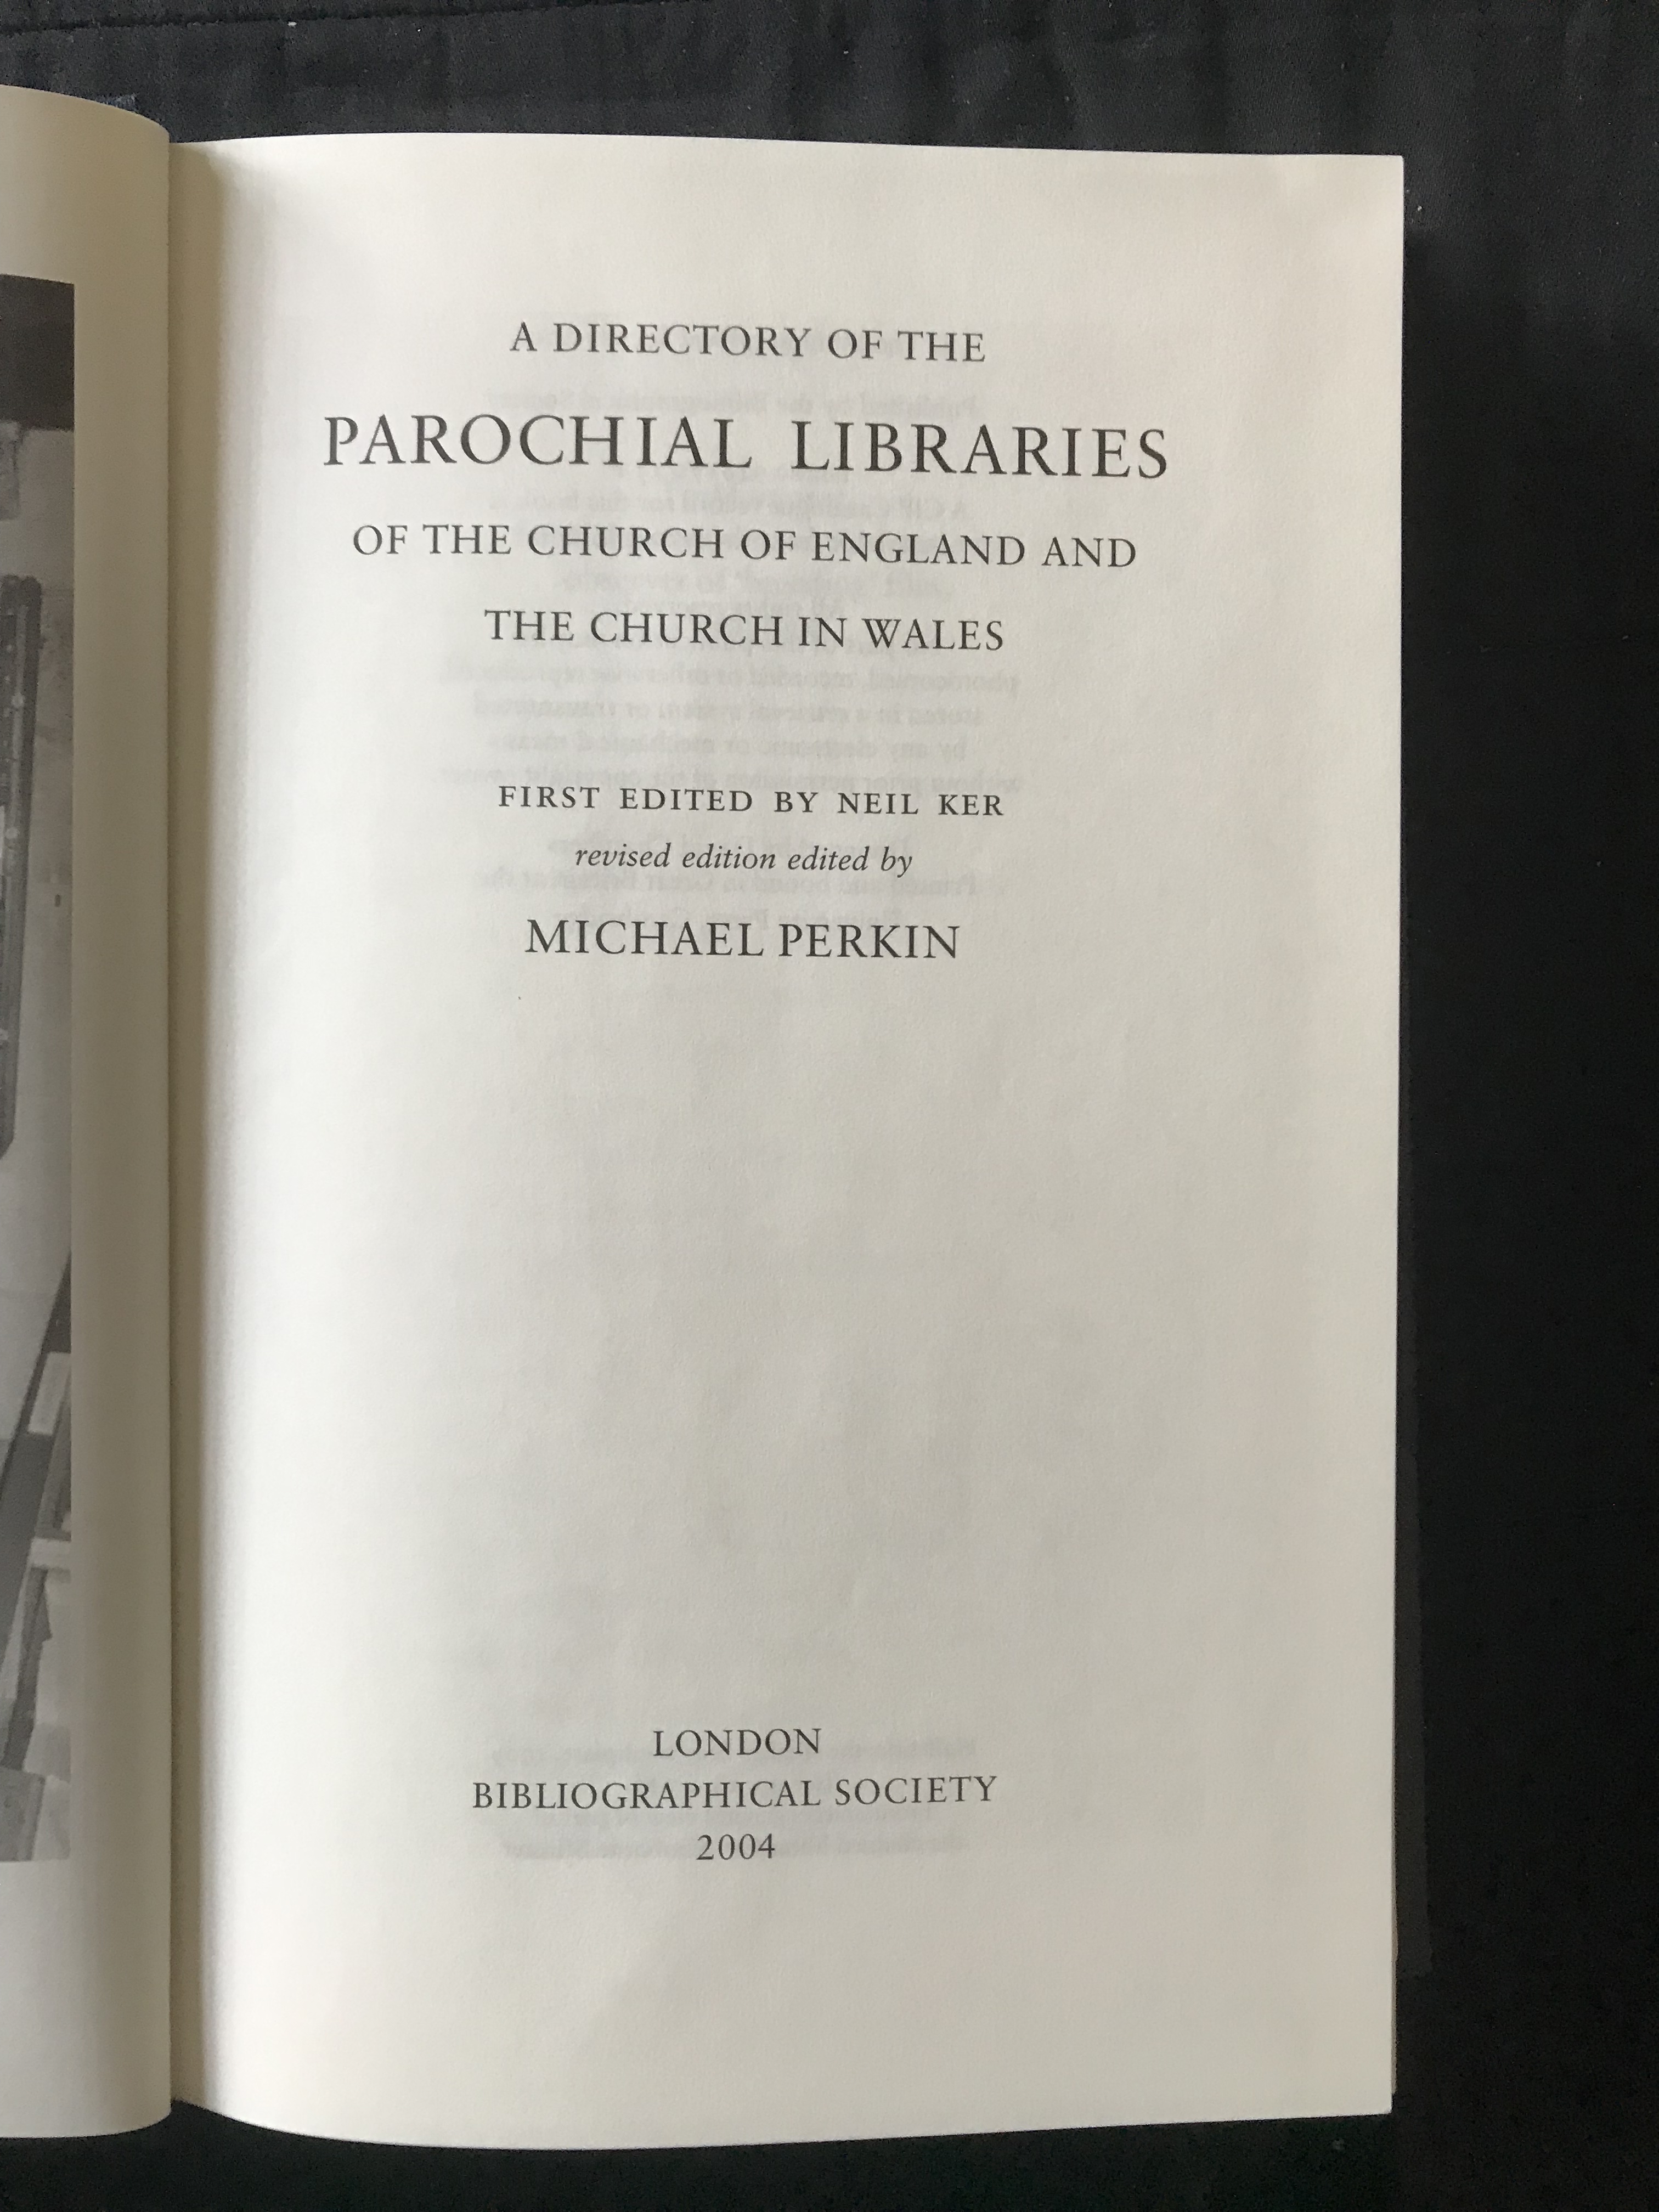 A DIRECTORY OF THE
PAROCHIAL LIBRARIES
OF THE CHURCH OF ENGLAND AND
THE CHURCH IN WALES
FIRST EDITED BY NEIL KER
revised edition edited by
MICHAEL PERKIN
LONDON
BIBLIOGRAPHICAL SOCIETY
2004